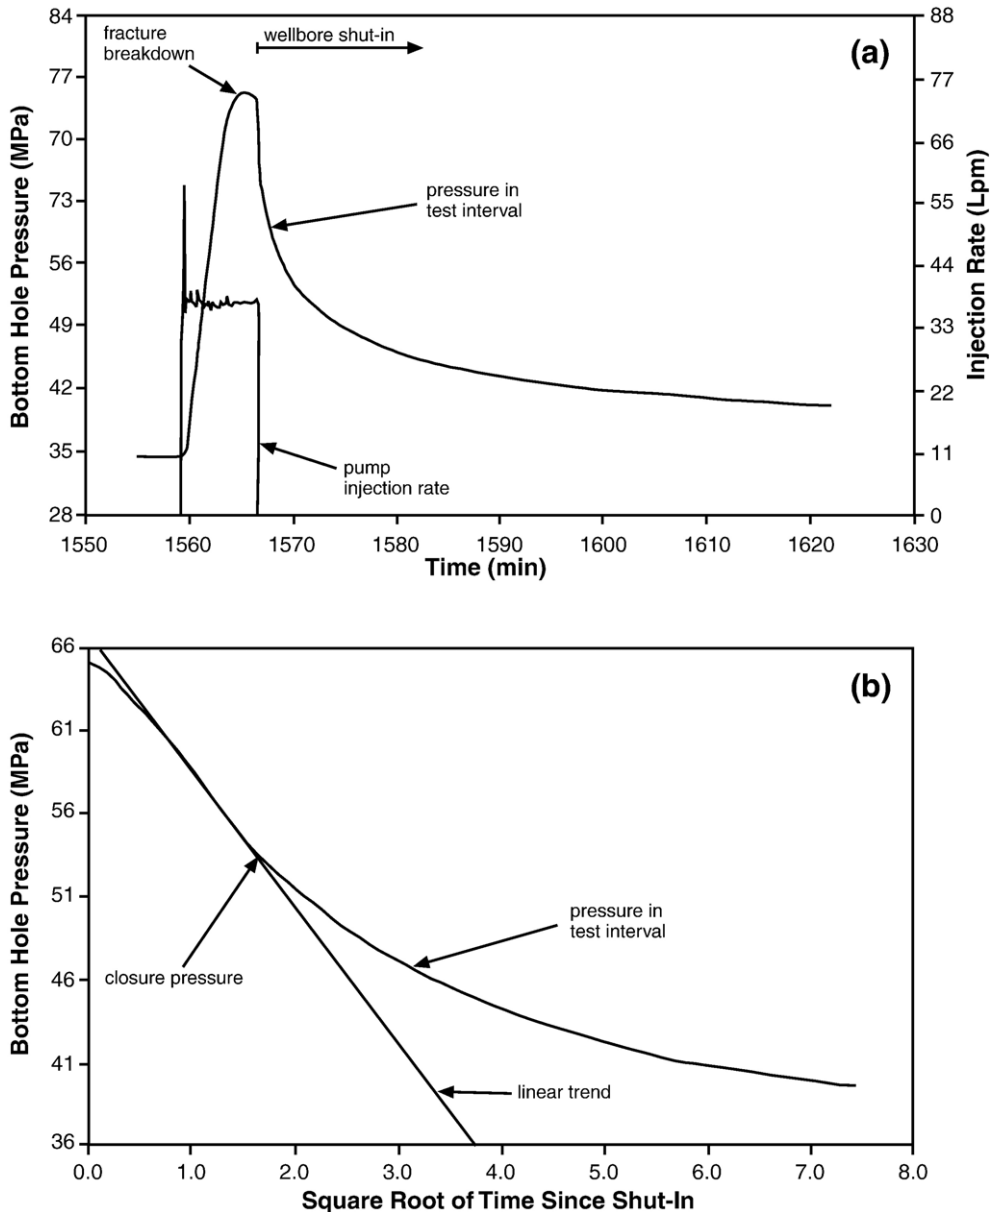 (a)
fracture
breakdown
wellbore shut-in
84
77
70
73
56
49
42
35
28
Bottom Hole Pressure (MPa)
pressure in
test interval
pump
injection rate
88
77
66
55
44
33
22
11
0
Injection Rate (Lpm)
1550 1560 1570 1580 1590 1600 1610 1620 1630
Time (min)
(b)
66
61
56
51
46
41
36
Bottom Hole Pressure (MPa)
pressure in
test interval
closure pressure
linear trend
0.0 1.0 2.0 3.0 4.0 5.0 6.0 7.0 8.0
Square Root of Time Since Shut-In